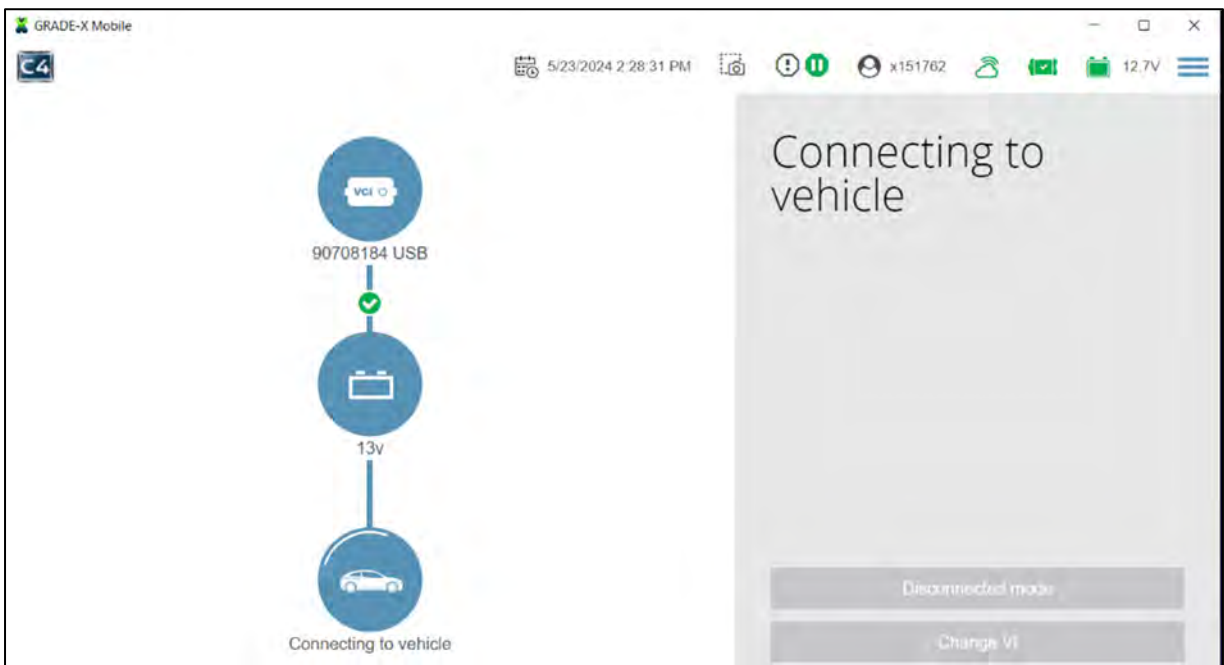 GRADE-X Mobile
C4
5/23/2024 2:28:31 PM
x151762
12.7V
Connecting to
vehicle
VCI
90708184 USB
13v
Connecting to vehicle
Disconnected mode
Change VI